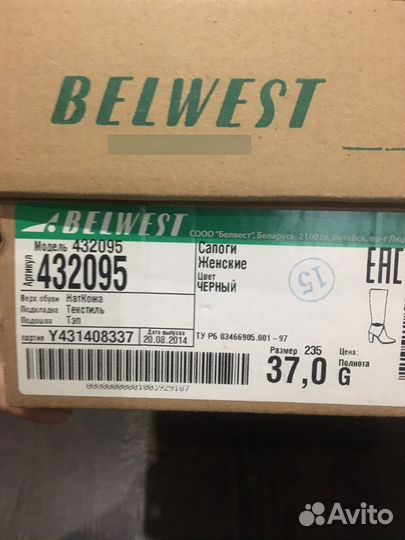 BELWEST
BELWEST
СООО "Белвест", Беларусь, 210026, Витебск, пр-т Люд
Модель 432095
Артикул 432095
Сапоги
Женские
Цвет
ЧЕРНЫЙ
15
EAC
Верх обуви НатКожа
Подкладка Текстиль
Подошва Тэп
партия Y431408337
Дата выпуска
20.08.2014
ТУ РБ 03466905.001-97
Размер 235
37,0
Цена:
Полнота
G
00000000001003929187
Avito